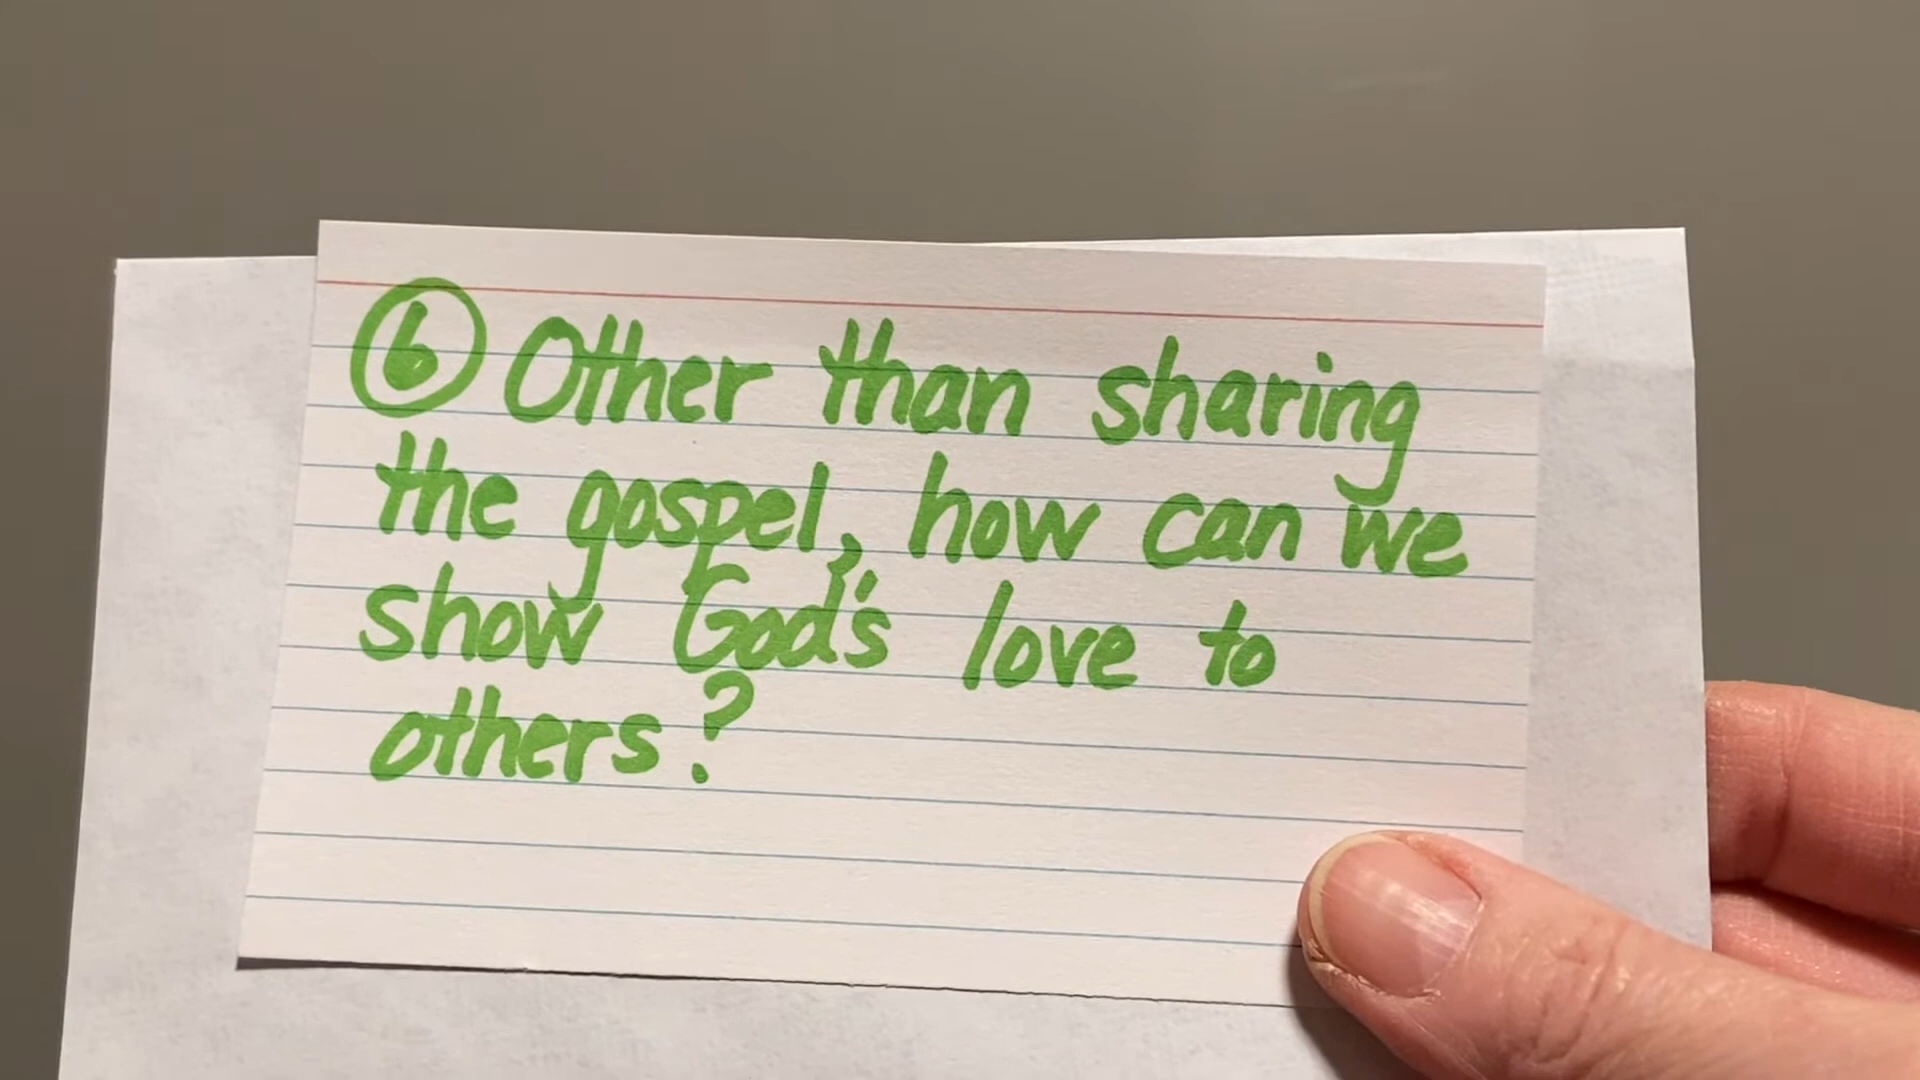 6 Other than sharing
the gospel, how can we
show God's love to
others?